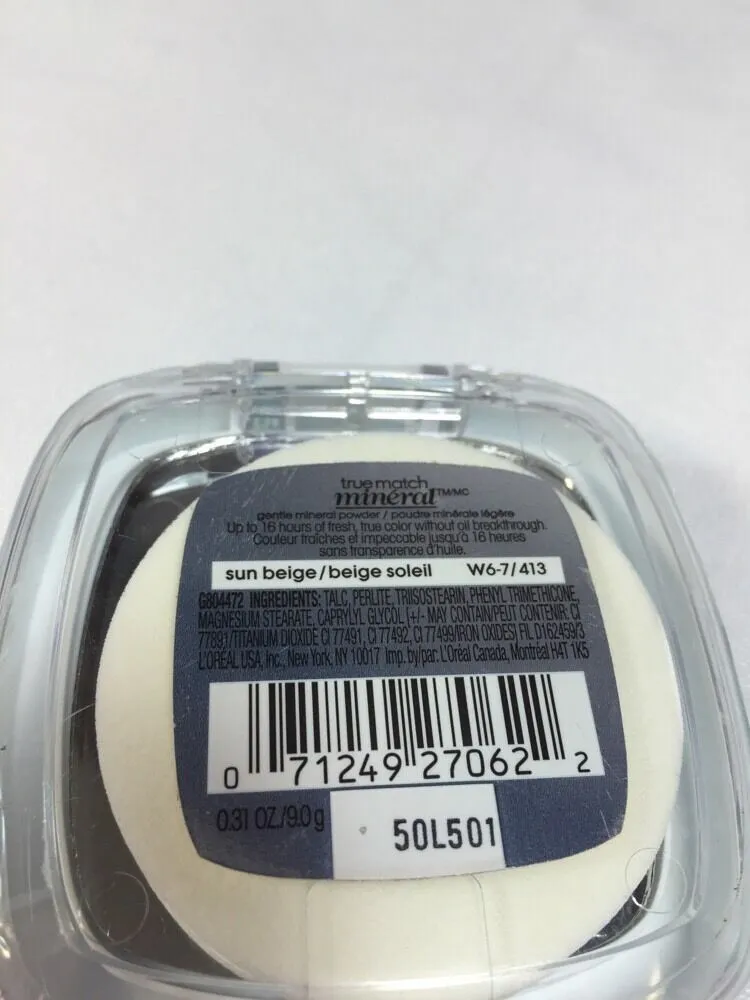 true match
minéral™/MC
gentle mineral powder / poudre minérale légère
Up to 16 hours of fresh, true color without oil breakthrough.
Couleur fraîches et impeccable jusqu'à 16 heures
sans transparence d'huile.
sun beige/beige soleil W6-7/413
G804472 INGREDIENTS: TALC, PERLITE, TRIISOSTEARIN, PHENYL TRIMETHICONE,
MAGNESIUM STEARATE, CAPRYLYL GLYCOL [+/- MAY CONTAIN/PEUT CONTENIR: CI
77891/TITANIUM DIOXIDE CI 77491, CI 77492, CI 77499/IRON OXIDES] FIL D162459/3
L'ORÉAL USA, Inc., New York, NY 10017 Imp. by/par: L'Oréal Canada, Montréal H4T 1K5
0 71249 27062 2
0.31 OZ./9.0 g
50L501